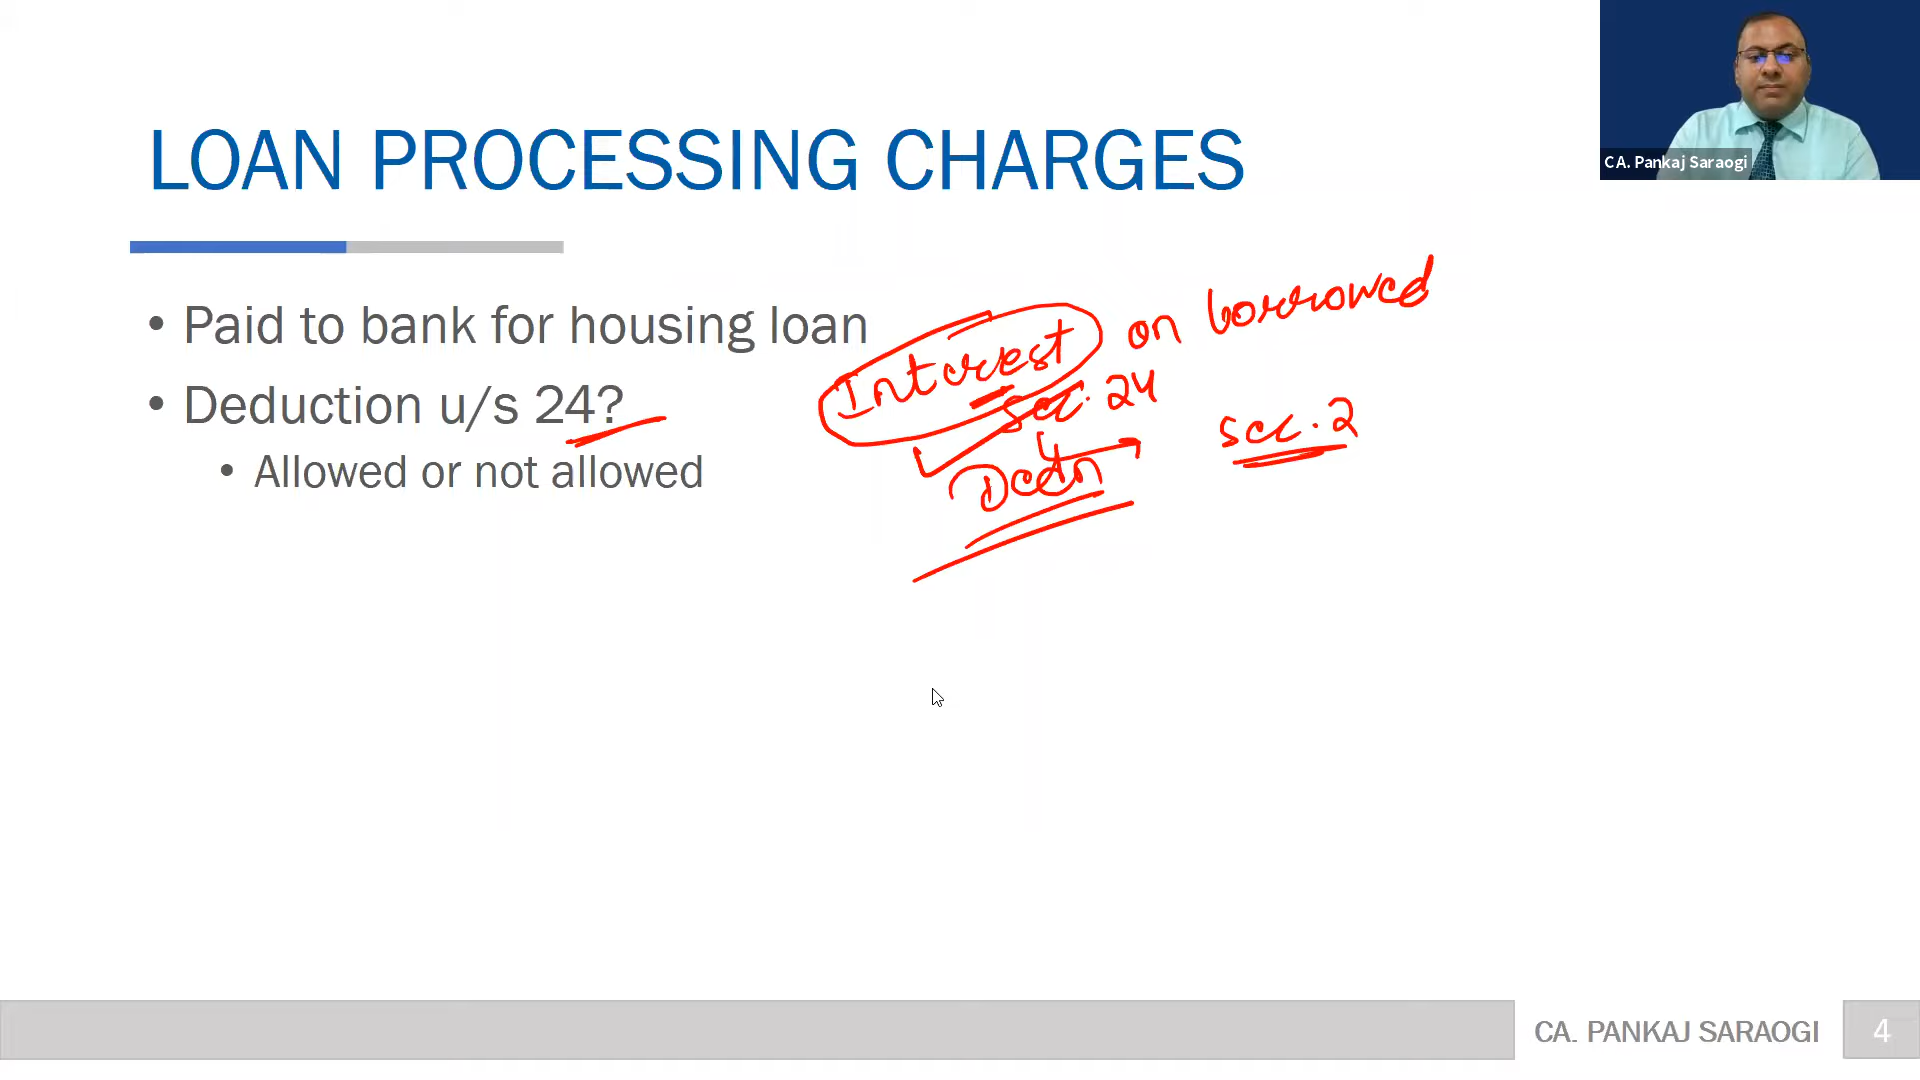 LOAN PROCESSING CHARGES
CA. Pankaj Saraogi
• Paid to bank for housing loan
Interest on borrowed
• Deduction u/s 24?
Sec. 24
Sec. 2
• Allowed or not allowed
Dedn
CA. PANKAJ SARAOGI
4